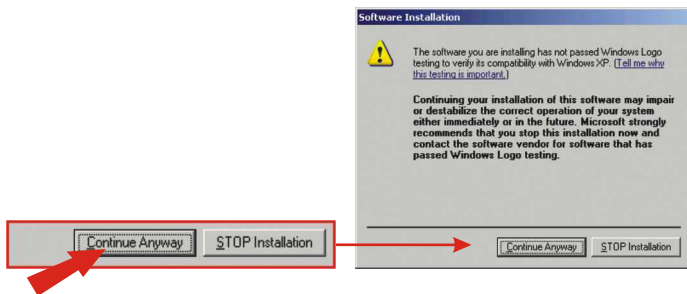 Software Installation
The software you are installing has not passed Windows Logo
testing to verify its compatibility with Windows XP. (Tell me why
this testing is important.)
Continuing your installation of this software may impair
or destabilize the correct operation of your system
either immediately or in the future. Microsoft strongly
recommends that you stop this installation now and
contact the software vendor for software that has
passed Windows Logo testing.
Continue Anyway STOP Installation
Continue Anyway STOP Installation